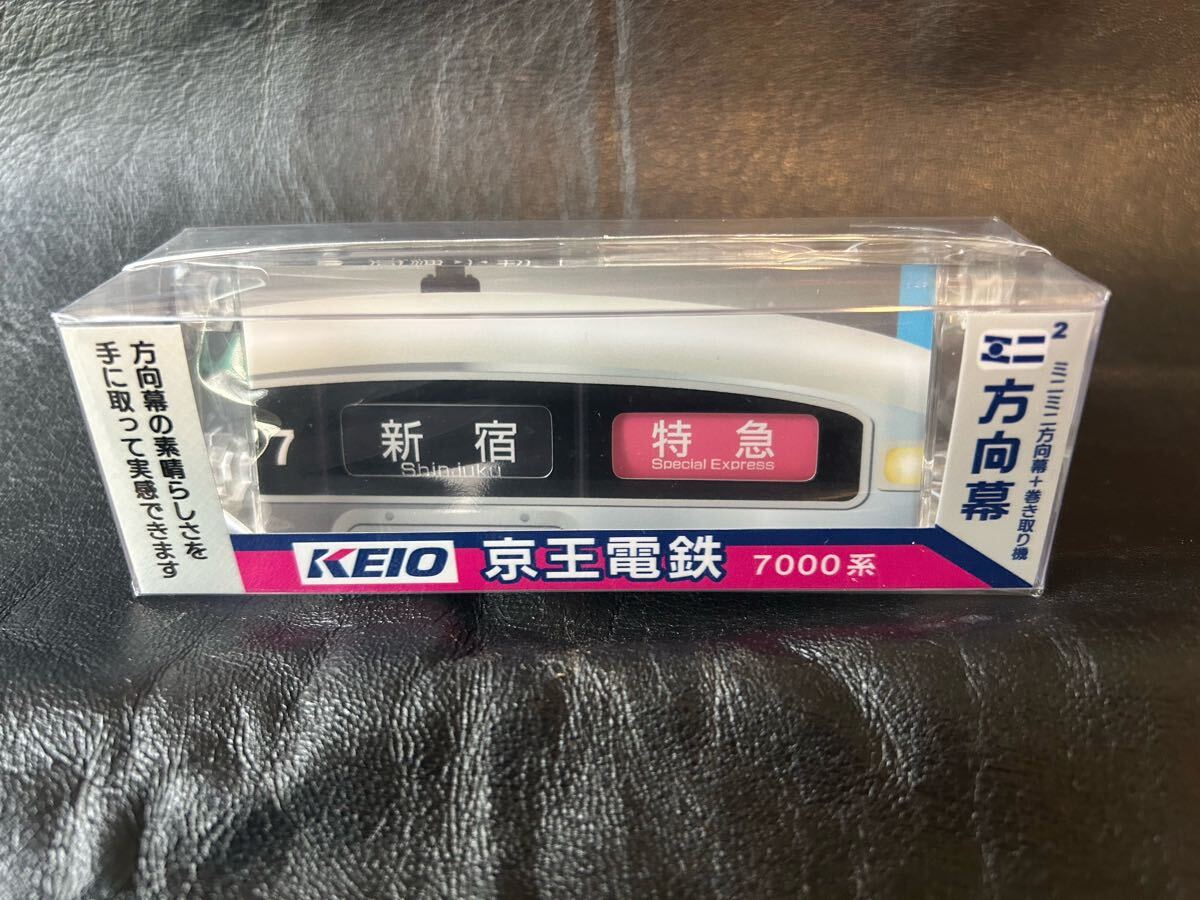 方向幕の素晴らしさを
手に取って実感できます
7
新宿
Shinjuku
特急
Special Express
KEIO 京王電鉄 7000系
ミニ2
方向幕
ミニミニ方向幕+巻き取り機